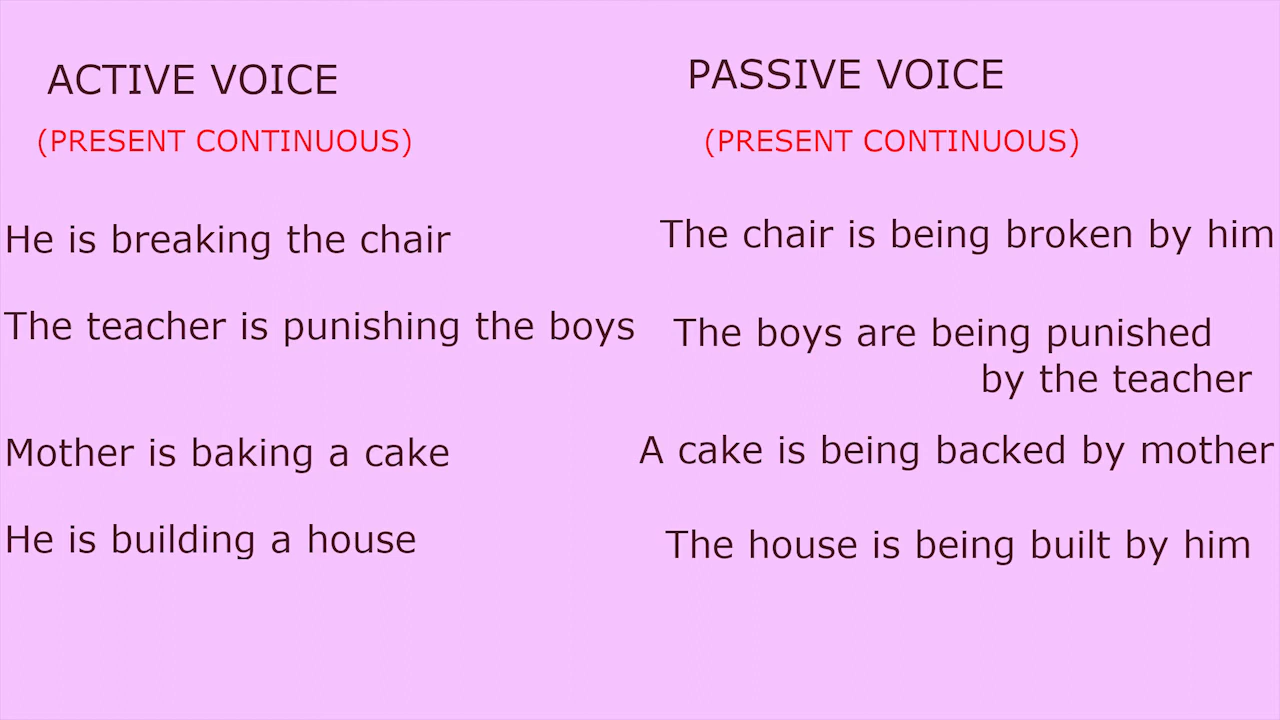 ACTIVE VOICE
(PRESENT CONTINUOUS)
He is breaking the chair
The teacher is punishing the boys
Mother is baking a cake
He is building a house
PASSIVE VOICE
(PRESENT CONTINUOUS)
The chair is being broken by him
The boys are being punished
by the teacher
A cake is being backed by mother
The house is being built by him